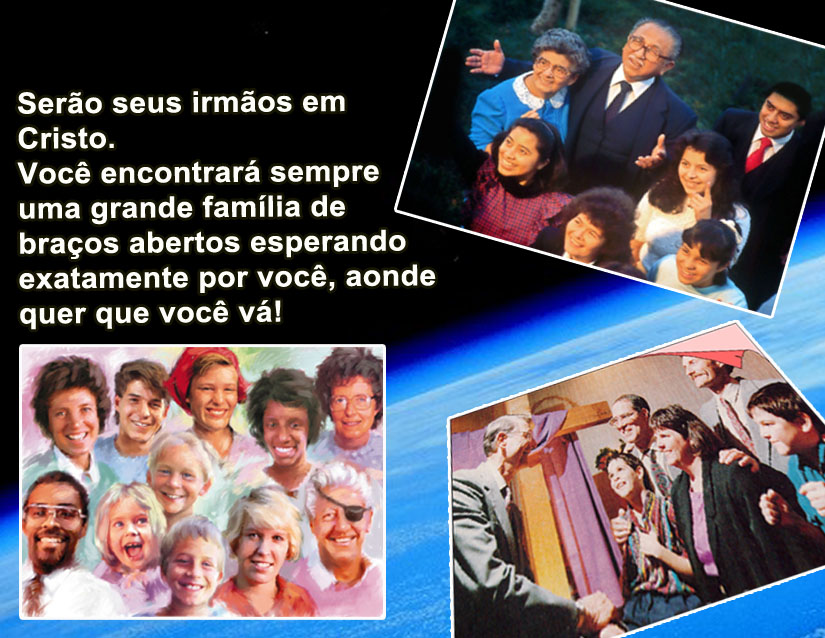 Serão seus irmãos em
Cristo.
Você encontrará sempre
uma grande família de
braços abertos esperando
exatamente por você, aonde
quer que você vá!